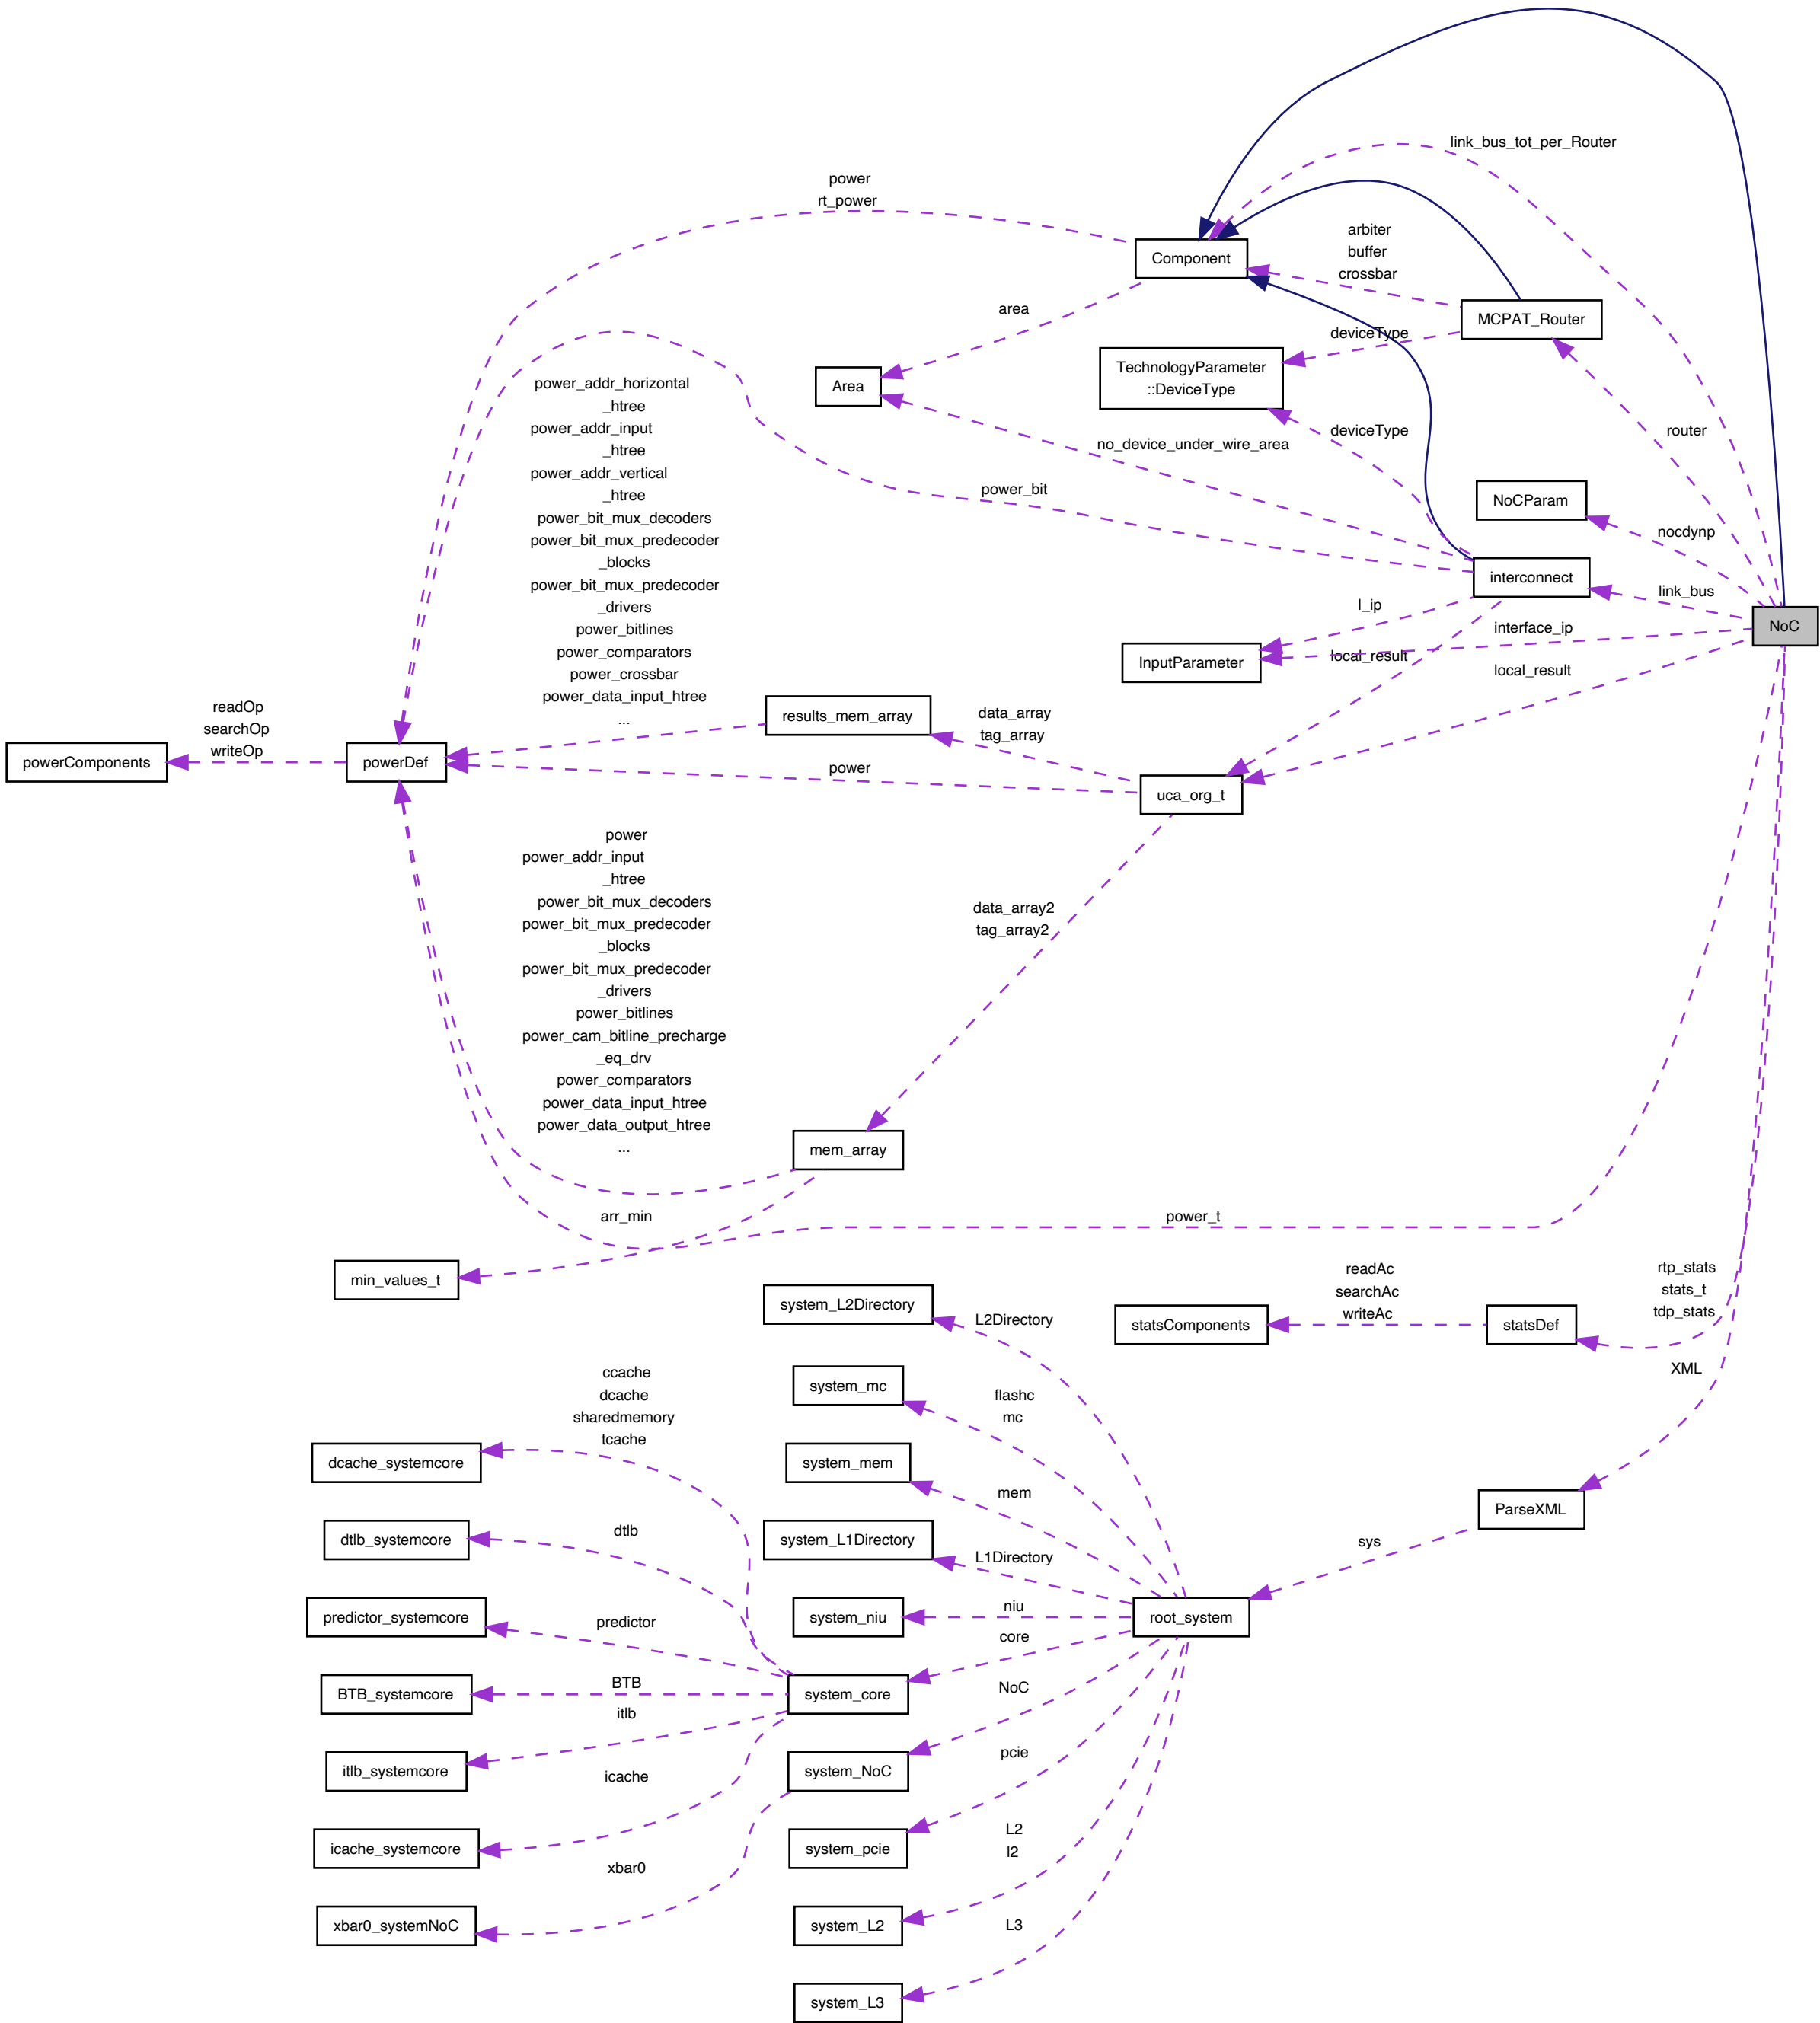 link_bus_tot_per_Router
power
rt_power
arbiter
buffer
crossbar
Component
MCPAT_Router
area
deviceType
TechnologyParameter
::DeviceType
Area
power_addr_horizontal
_htree
power_addr_input
_htree
power_addr_vertical
_htree
power_bit_mux_decoders
power_bit_mux_predecoder
_blocks
power_bit_mux_predecoder
_drivers
power_bitlines
power_comparators
power_crossbar
power_data_input_htree
...
deviceType
router
no_device_under_wire_area
power_bit
NoCParam
nocdynp
interconnect
link_bus
l_ip
NoC
interface_ip
InputParameter
local_result
local_result
readOp
searchOp
writeOp
results_mem_array
data_array
tag_array
powerComponents
powerDef
power
uca_org_t
power
power_addr_input
_htree
power_bit_mux_decoders
power_bit_mux_predecoder
_blocks
power_bit_mux_predecoder
_drivers
power_bitlines
power_cam_bitline_precharge
_eq_drv
power_comparators
power_data_input_htree
power_data_output_htree
...
data_array2
tag_array2
mem_array
arr_min
power_t
min_values_t
system_L2Directory
L2Directory
readAc
searchAc
writeAc
statsComponents
statsDef
rtp_stats
stats_t
tdp_stats
XML
ccache
dcache
sharedmemory
tcache
system_mc
flashc
mc
dcache_systemcore
system_mem
mem
ParseXML
dtlb_systemcore
dtlb
system_L1Directory
L1Directory
sys
predictor_systemcore
predictor
system_niu
niu
root_system
core
BTB_systemcore
BTB
system_core
NoC
itlb
itlb_systemcore
system_NoC
pcie
icache
icache_systemcore
system_pcie
L2
l2
xbar0
xbar0_systemNoC
system_L2
L3
system_L3